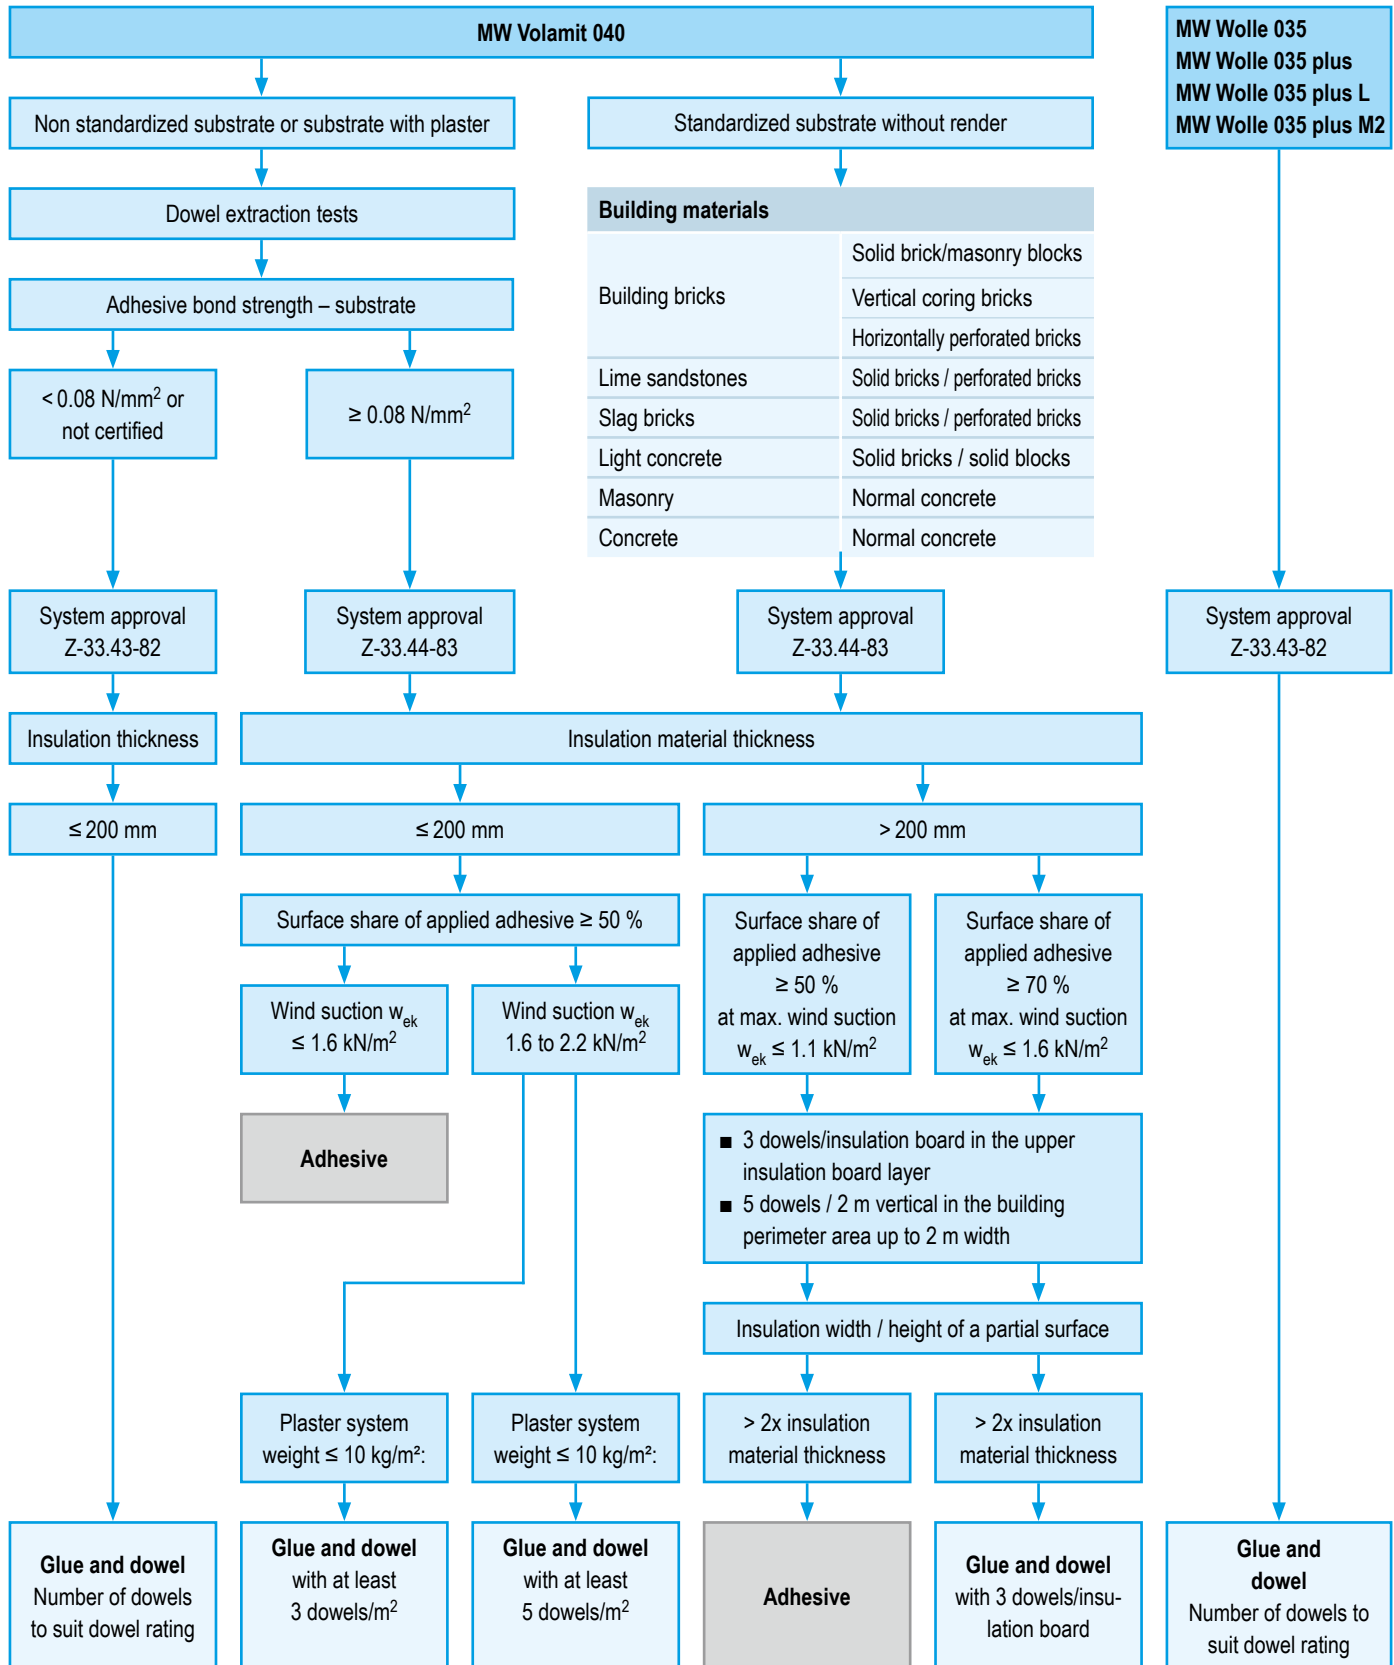 MW Volamit 040
MW Wolle 035
MW Wolle 035 plus
MW Wolle 035 plus L
MW Wolle 035 plus M2
Non standardized substrate or substrate with plaster
Standardized substrate without render
Dowel extraction tests
Adhesive bond strength – substrate
< 0.08 N/mm² or
not certified
≥ 0.08 N/mm²
Building materials
Building bricks
Solid brick/masonry blocks
Vertical coring bricks
Horizontally perforated bricks
Lime sandstones
Solid bricks / perforated bricks
Slag bricks
Solid bricks / perforated bricks
Light concrete
Solid bricks / solid blocks
Masonry
Normal concrete
Concrete
Normal concrete
System approval
Z-33.43-82
System approval
Z-33.44-83
System approval
Z-33.44-83
System approval
Z-33.43-82
Insulation thickness
Insulation material thickness
≤ 200 mm
≤ 200 mm
> 200 mm
Surface share of applied adhesive ≥ 50 %
Surface share of
applied adhesive
≥ 50 %
at max. wind suction
wek ≤ 1.1 kN/m²
Surface share of
applied adhesive
≥ 70 %
at max. wind suction
wek ≤ 1.6 kN/m²
Wind suction wek
≤ 1.6 kN/m²
Wind suction wek
1.6 to 2.2 kN/m²
Adhesive
■ 3 dowels/insulation board in the upper
insulation board layer
■ 5 dowels / 2 m vertical in the building
perimeter area up to 2 m width
Insulation width / height of a partial surface
Plaster system
weight ≤ 10 kg/m²:
Plaster system
weight ≤ 10 kg/m²:
> 2x insulation
material thickness
> 2x insulation
material thickness
Glue and dowel
Number of dowels
to suit dowel rating
Glue and dowel
with at least
3 dowels/m²
Glue and dowel
with at least
5 dowels/m²
Adhesive
Glue and dowel
with 3 dowels/insu-
lation board
Glue and
dowel
Number of dowels to
suit dowel rating